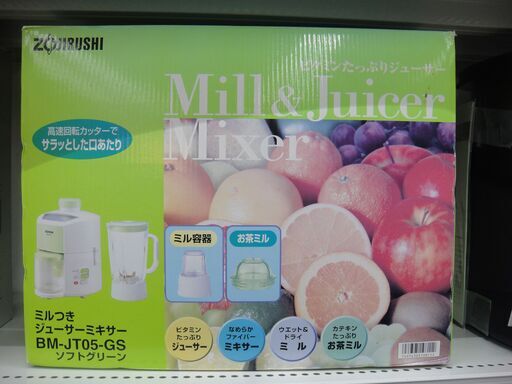 ZOJIRUSHI
ビタミンたっぷりジューサー
Mill & Juicer
Mixer
高速回転カッターで
サラッとした口あたり
ミル容器
お茶ミル
ミルつき
ジューサーミキサー
BM-JT05-GS
ソフトグリーン
ビタミン
たっぷり
ジューサー
なめらか
ファイバー
ミキサー
ウエット&
ドライ
ミル
カテキン
たっぷり
お茶ミル